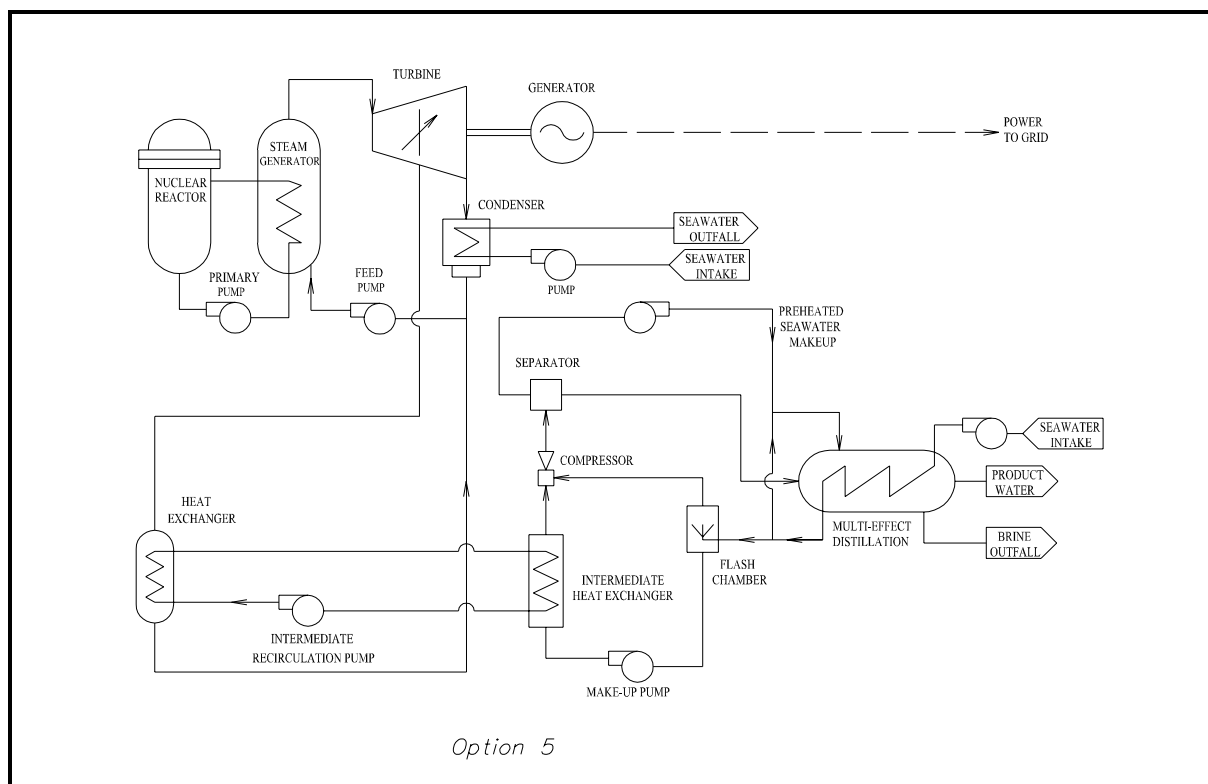 TURBINE
GENERATOR
POWER
TO GRID
STEAM
GENERATOR
NUCLEAR
REACTOR
CONDENSER
SEAWATER
OUTFALL
SEAWATER
INTAKE
PUMP
PRIMARY
PUMP
FEED
PUMP
PREHEATED
SEAWATER
MAKEUP
SEPARATOR
SEAWATER
INTAKE
COMPRESSOR
PRODUCT
WATER
HEAT
EXCHANGER
MULTI-EFFECT
DISTILLATION
BRINE
OUTFALL
FLASH
CHAMBER
INTERMEDIATE
HEAT EXCHANGER
INTERMEDIATE
RECIRCULATION PUMP
MAKE-UP PUMP
Option 5